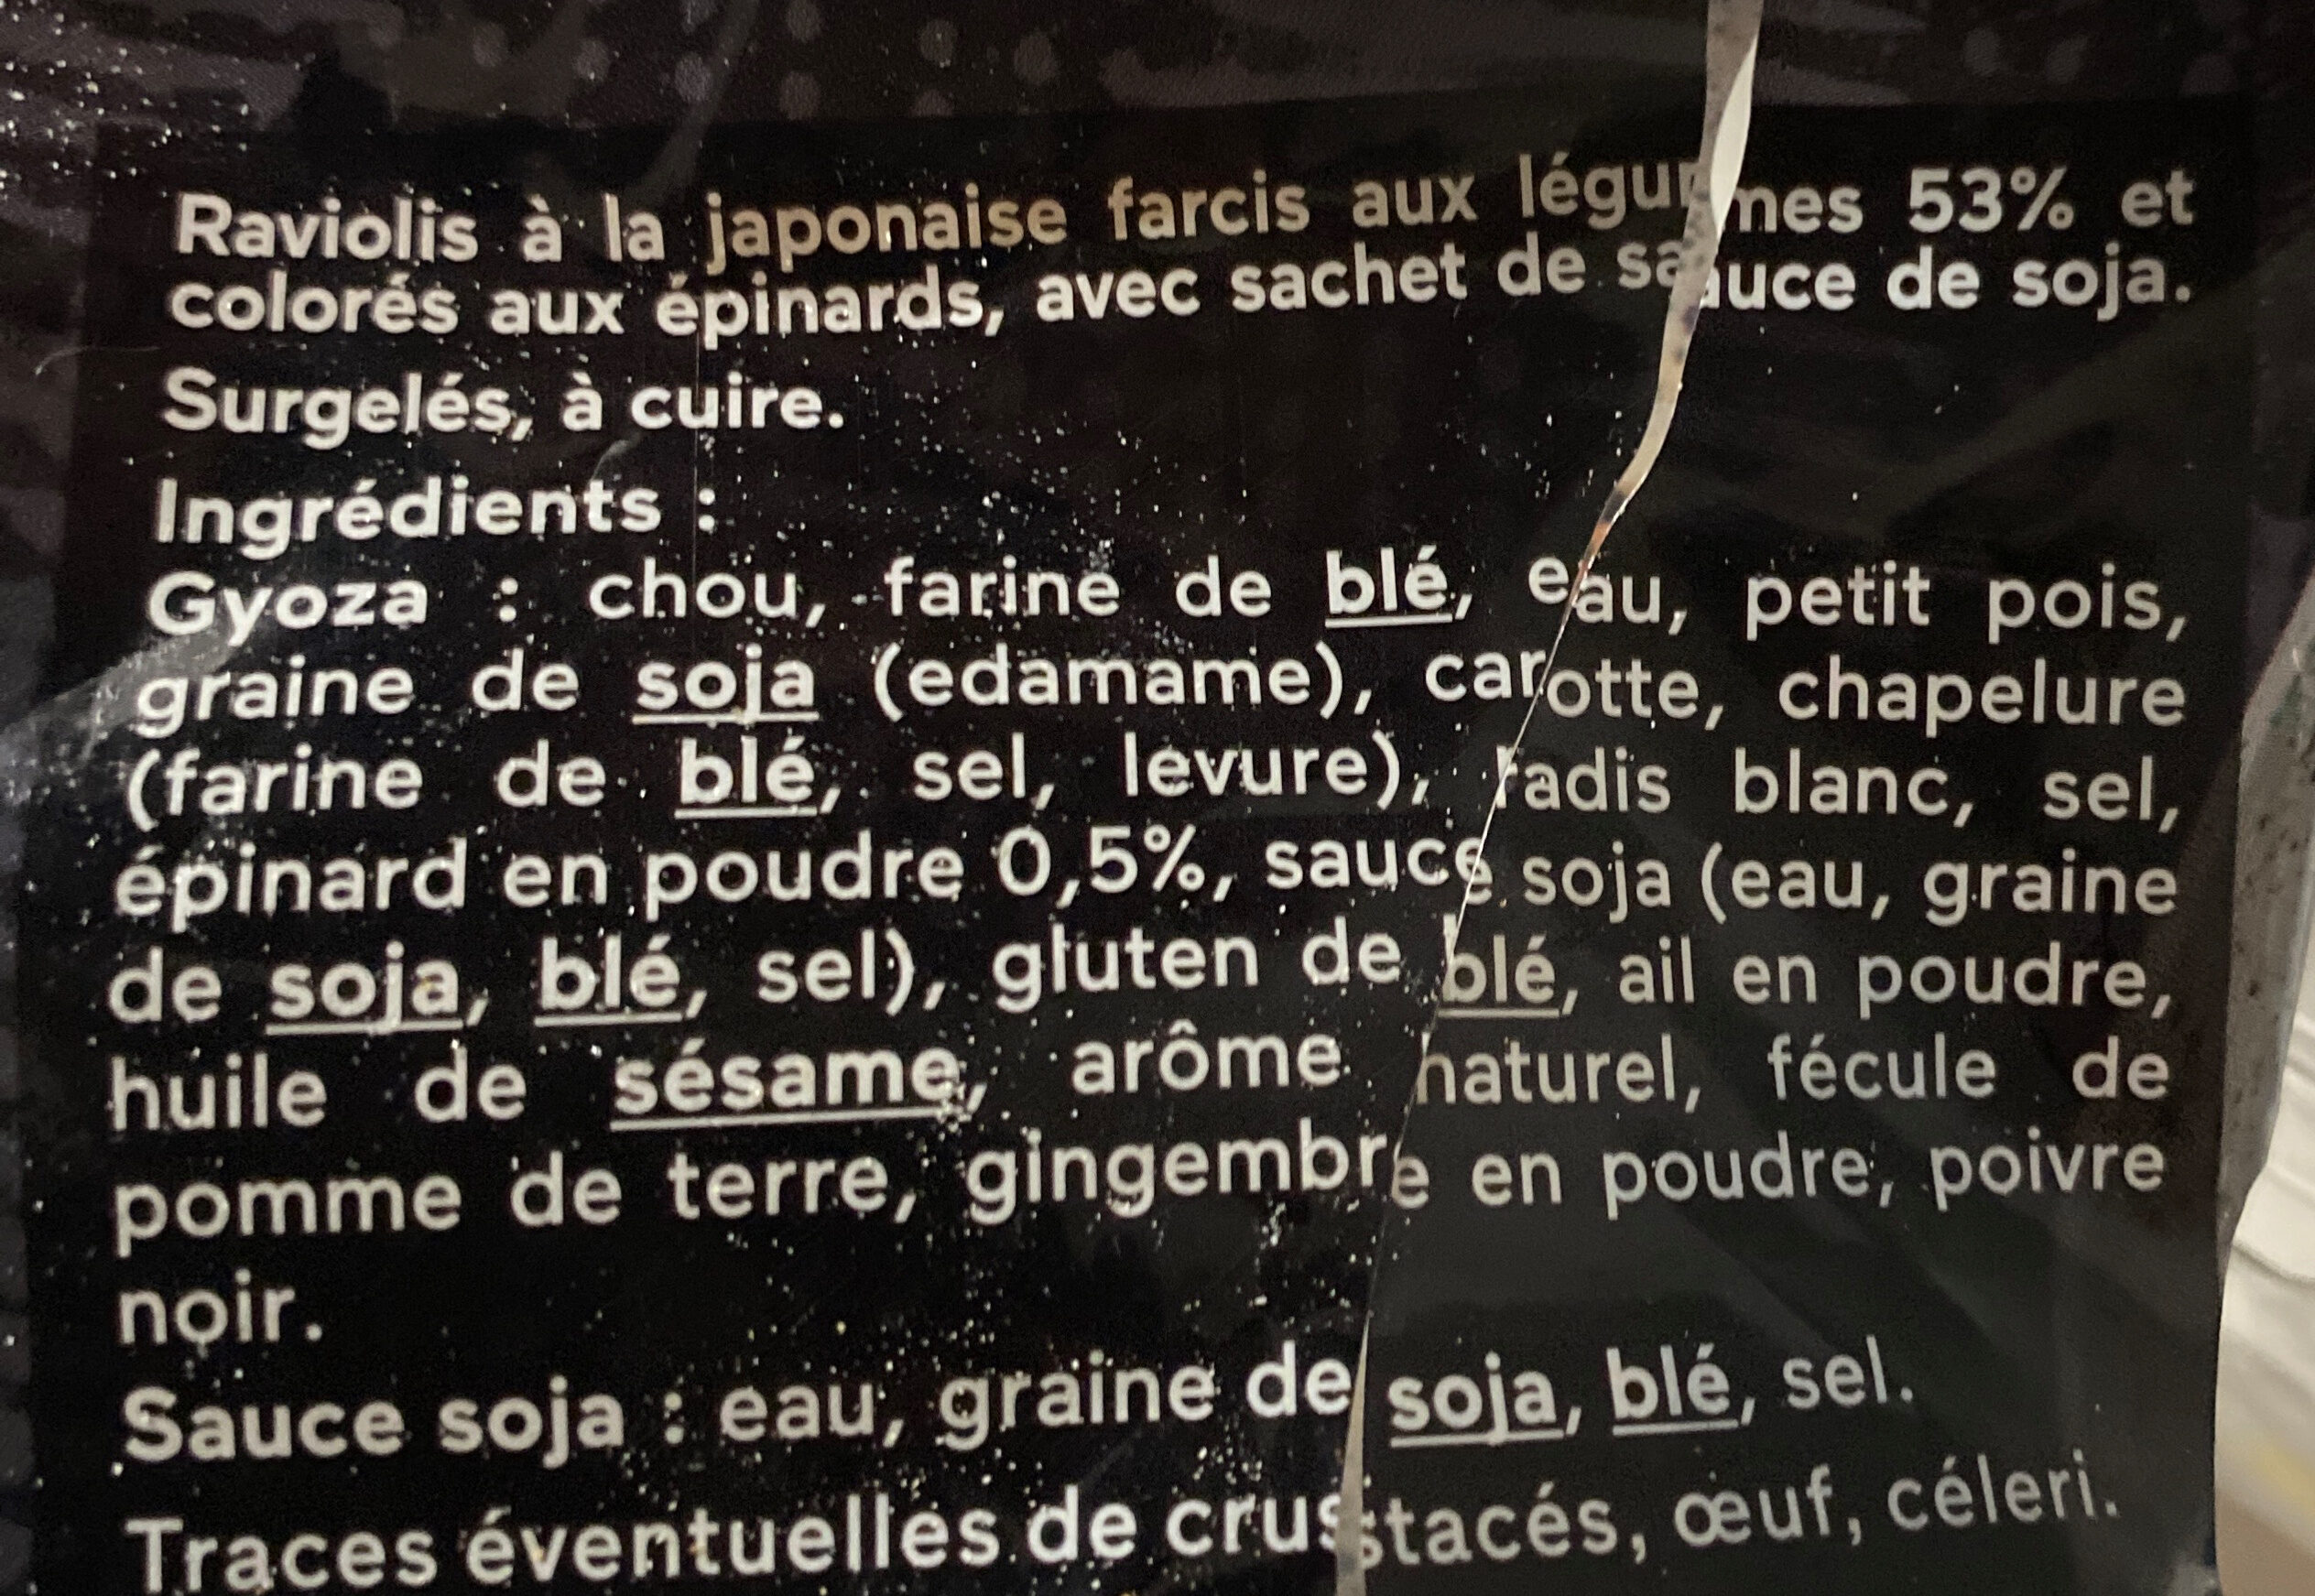 Raviolis à la japonaise farcis aux légumes 53% et
colorés aux épinards, avec sachet de sauce de soja.
Surgelés, à cuire.
Ingrédients :
Gyoza : chou, farine de blé, eau, petit pois,
graine de soja (edamame), carotte, chapelure
(farine de blé, sel, levure), radis blanc, sel,
épinard en poudre 0,5%, sauce soja (eau, graine
de soja, blé, sel), gluten de blé, ail en poudre,
huile de sésame, arôme naturel, fécule de
pomme de terre, gingembre en poudre, poivre
noir.
Sauce soja : eau, graine de soja, blé, sel.
Traces éventuelles de crustacés, œuf, céleri.